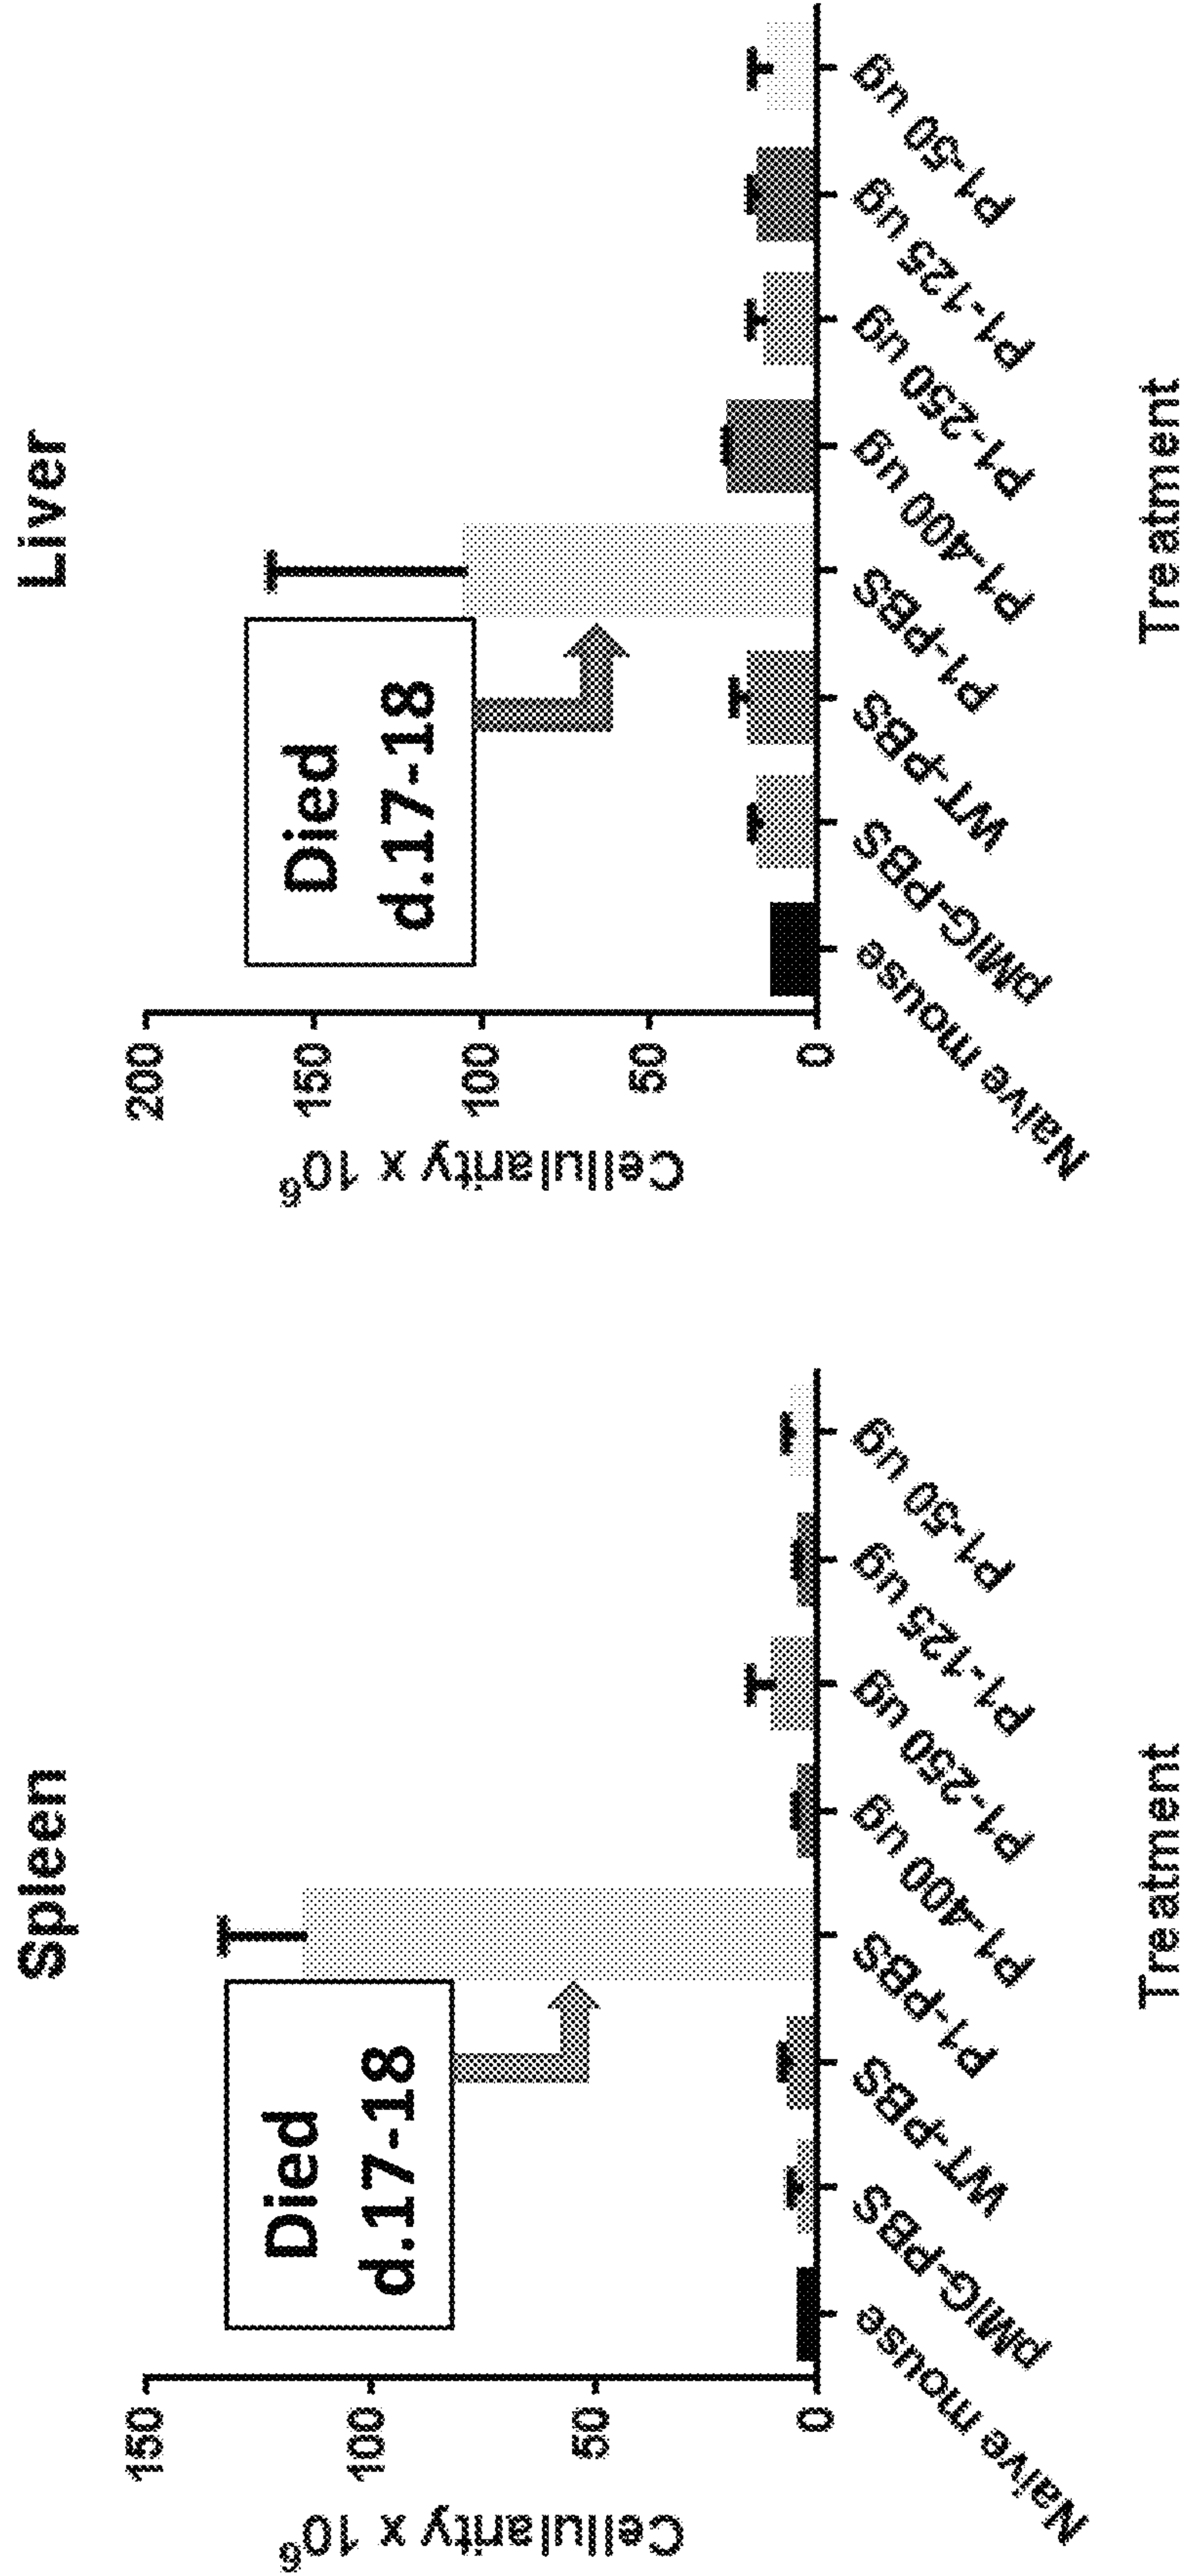 Spleen
Cellularity x 10⁶
150
100
50
0
Died
d.17-18
Naive mouse
pMIG-PBS
WT-PBS
P1-PBS
P1-400 ug
P1-250 ug
P1-125 ug
P1-50 ug
Treatment
Liver
Cellularity x 10⁶
200
150
100
50
0
Died
d.17-18
Naive mouse
pMIG-PBS
WT-PBS
P1-PBS
P1-400 ug
P1-250 ug
P1-125 ug
P1-50 ug
Treatment